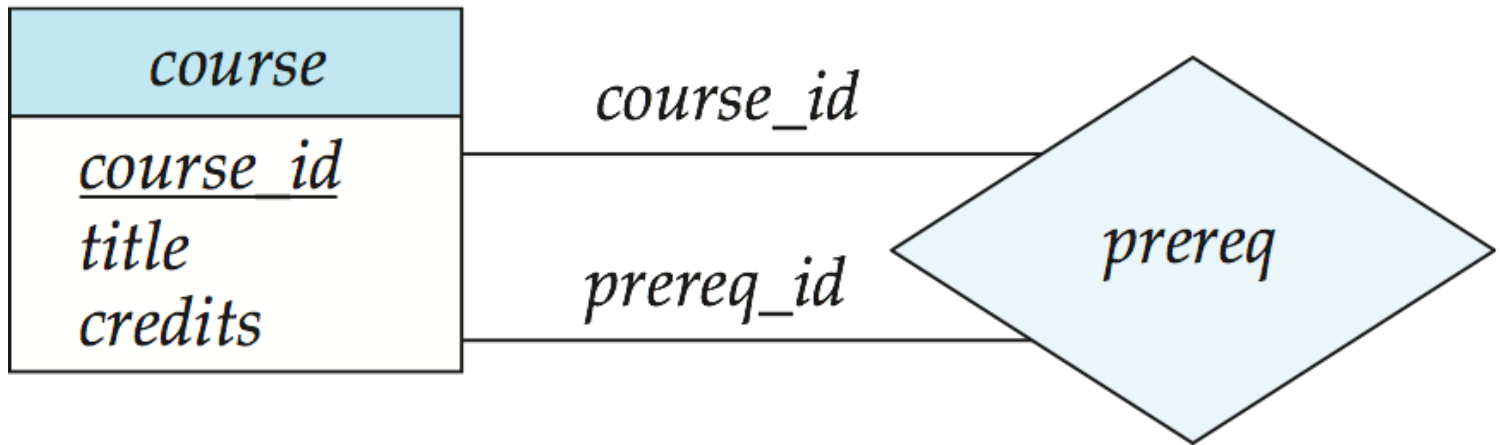 course
course_id
title
credits
course_id
prereq_id
prereq